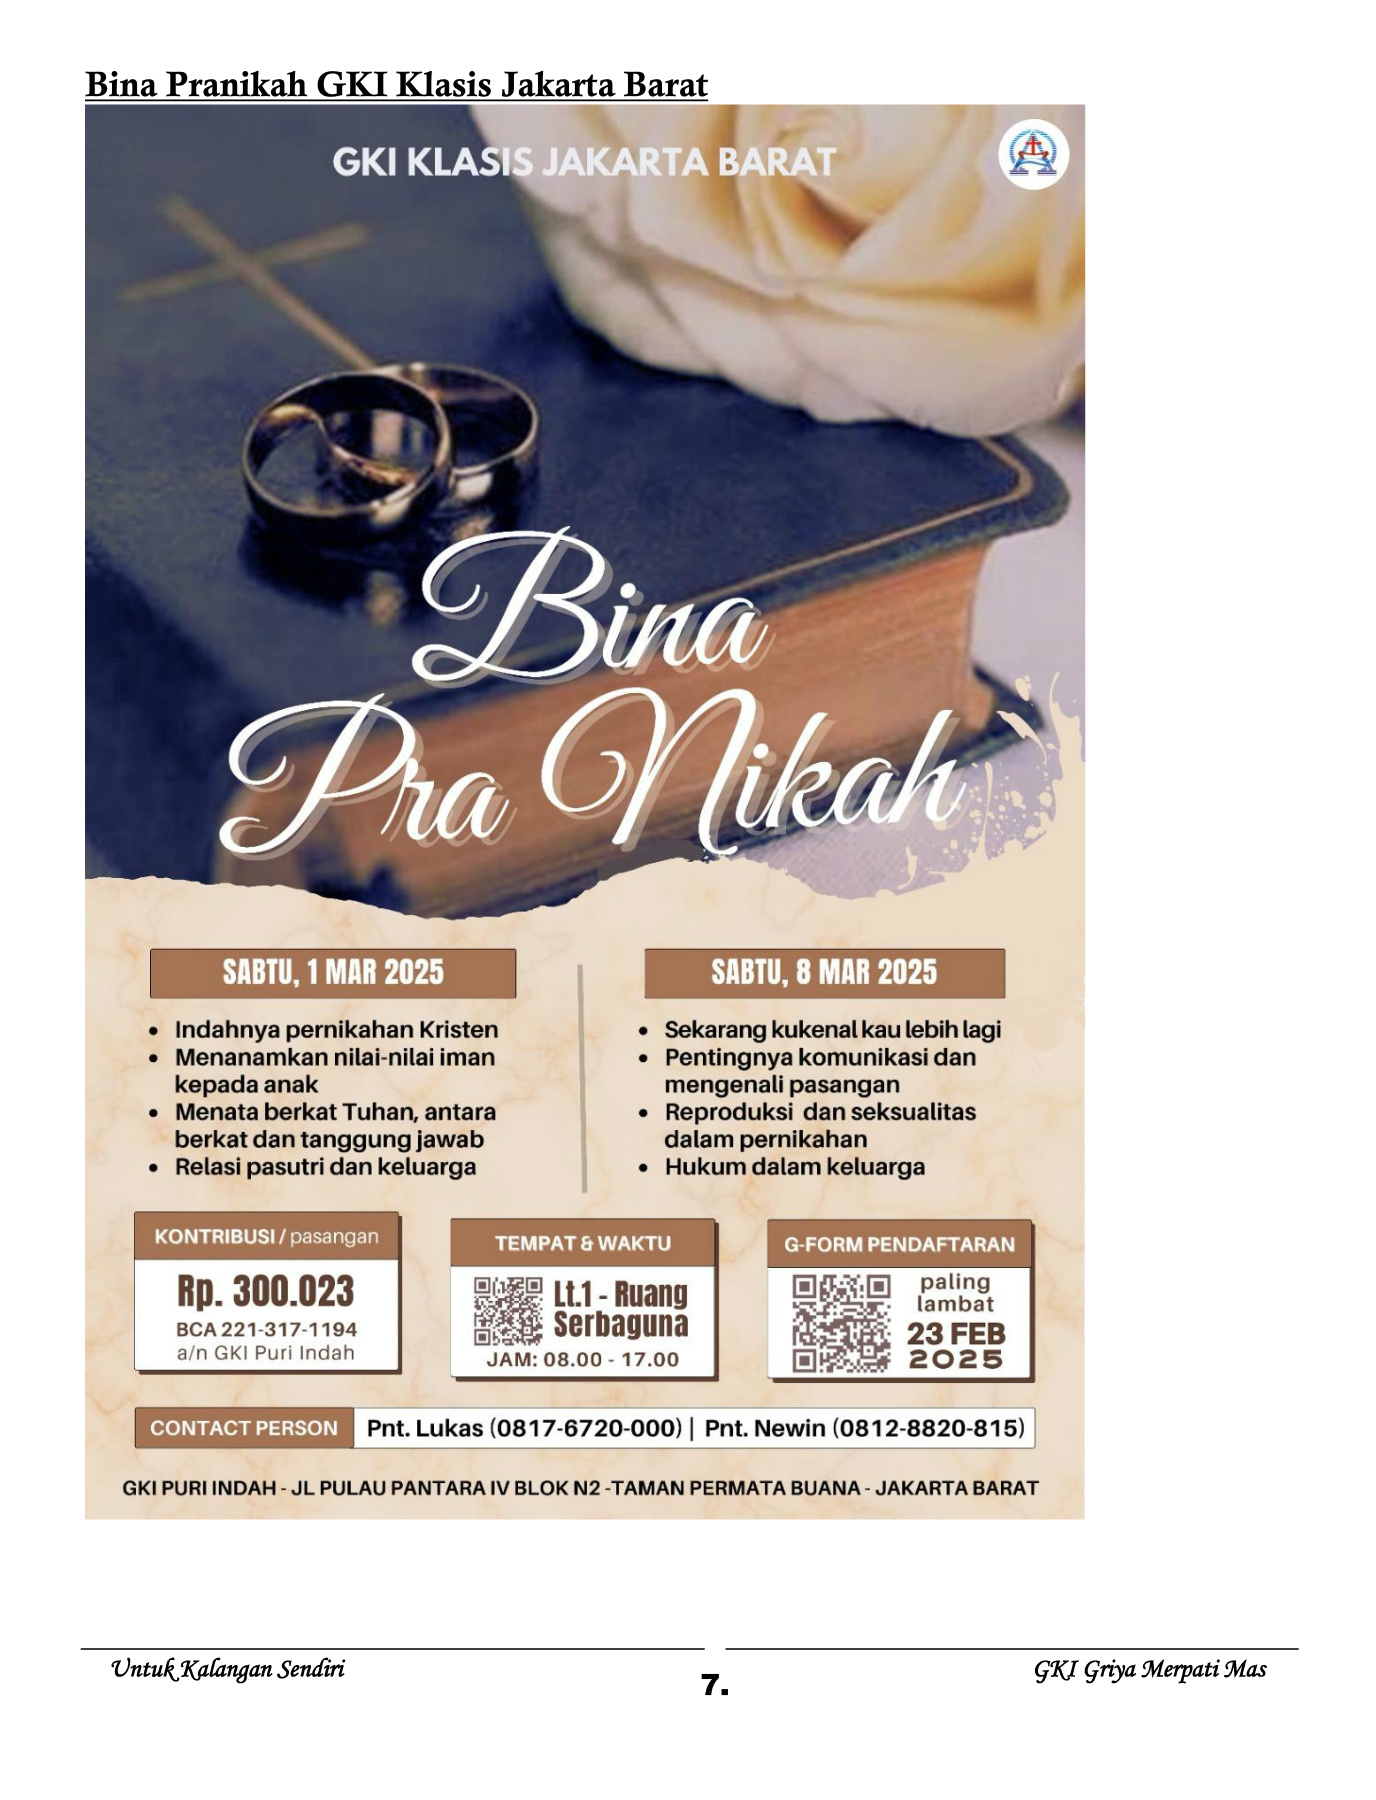 Bina Pranikah GKI Klasis Jakarta Barat
GKI KLASIS JAKARTA BARAT
Bina
Pra Nikah
SABTU, 1 MAR 2025
• Indahnya pernikahan Kristen
• Menanamkan nilai-nilai iman
kepada anak
• Menata berkat Tuhan, antara
berkat dan tanggung jawab
• Relasi pasutri dan keluarga
SABTU, 8 MAR 2025
• Sekarang kukenal kau lebih lagi
• Pentingnya komunikasi dan
mengenali pasangan
• Reproduksi dan seksualitas
dalam pernikahan
• Hukum dalam keluarga
KONTRIBUSI / pasangan
Rp. 300.023
BCA 221-317-1194
a/n GKI Puri Indah
TEMPAT & WAKTU
Lt.1 - Ruang
Serbaguna
JAM: 08.00 - 17.00
G-FORM PENDAFTARAN
paling
lambat
23 FEB
2025
CONTACT PERSON Pnt. Lukas (0817-6720-000) | Pnt. Newin (0812-8820-815)
GKI PURI INDAH - JL PULAU PANTARA IV BLOK N2 -TAMAN PERMATA BUANA - JAKARTA BARAT
Untuk Kalangan Sendiri
7.
GKI Griya Merpati Mas